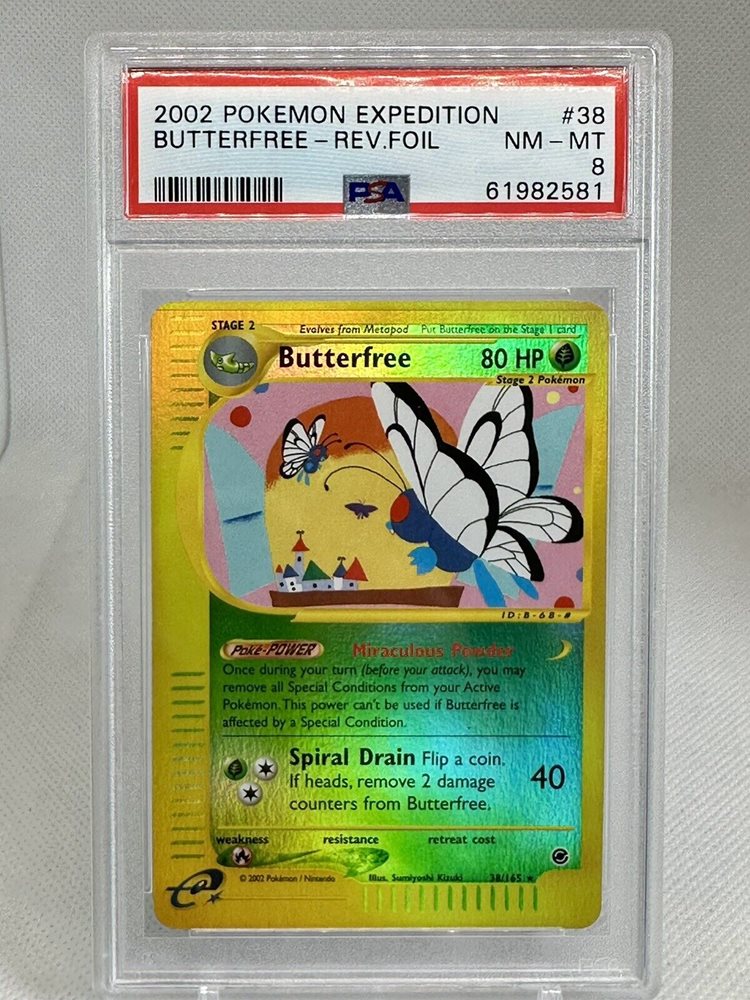 2002 POKEMON EXPEDITION #38
BUTTERFREE - REV.FOIL NM - MT
8
PSA 61982581
STAGE 2 Evolves from Metapod Put Butterfree on the Stage 1 card
Butterfree 80 HP
Stage 2 Pokémon
ID:B-6B-#
Poké-POWER Miraculous Powder
Once during your turn (before your attack), you may
remove all Special Conditions from your Active
Pokémon. This power can't be used if Butterfree is
affected by a Special Condition.
Spiral Drain Flip a coin.
If heads, remove 2 damage
counters from Butterfree.
40
weakness resistance retreat cost
© 2002 Pokémon / Nintendo Illus. Sumiyoshi Kizuki 38/165 ★
e